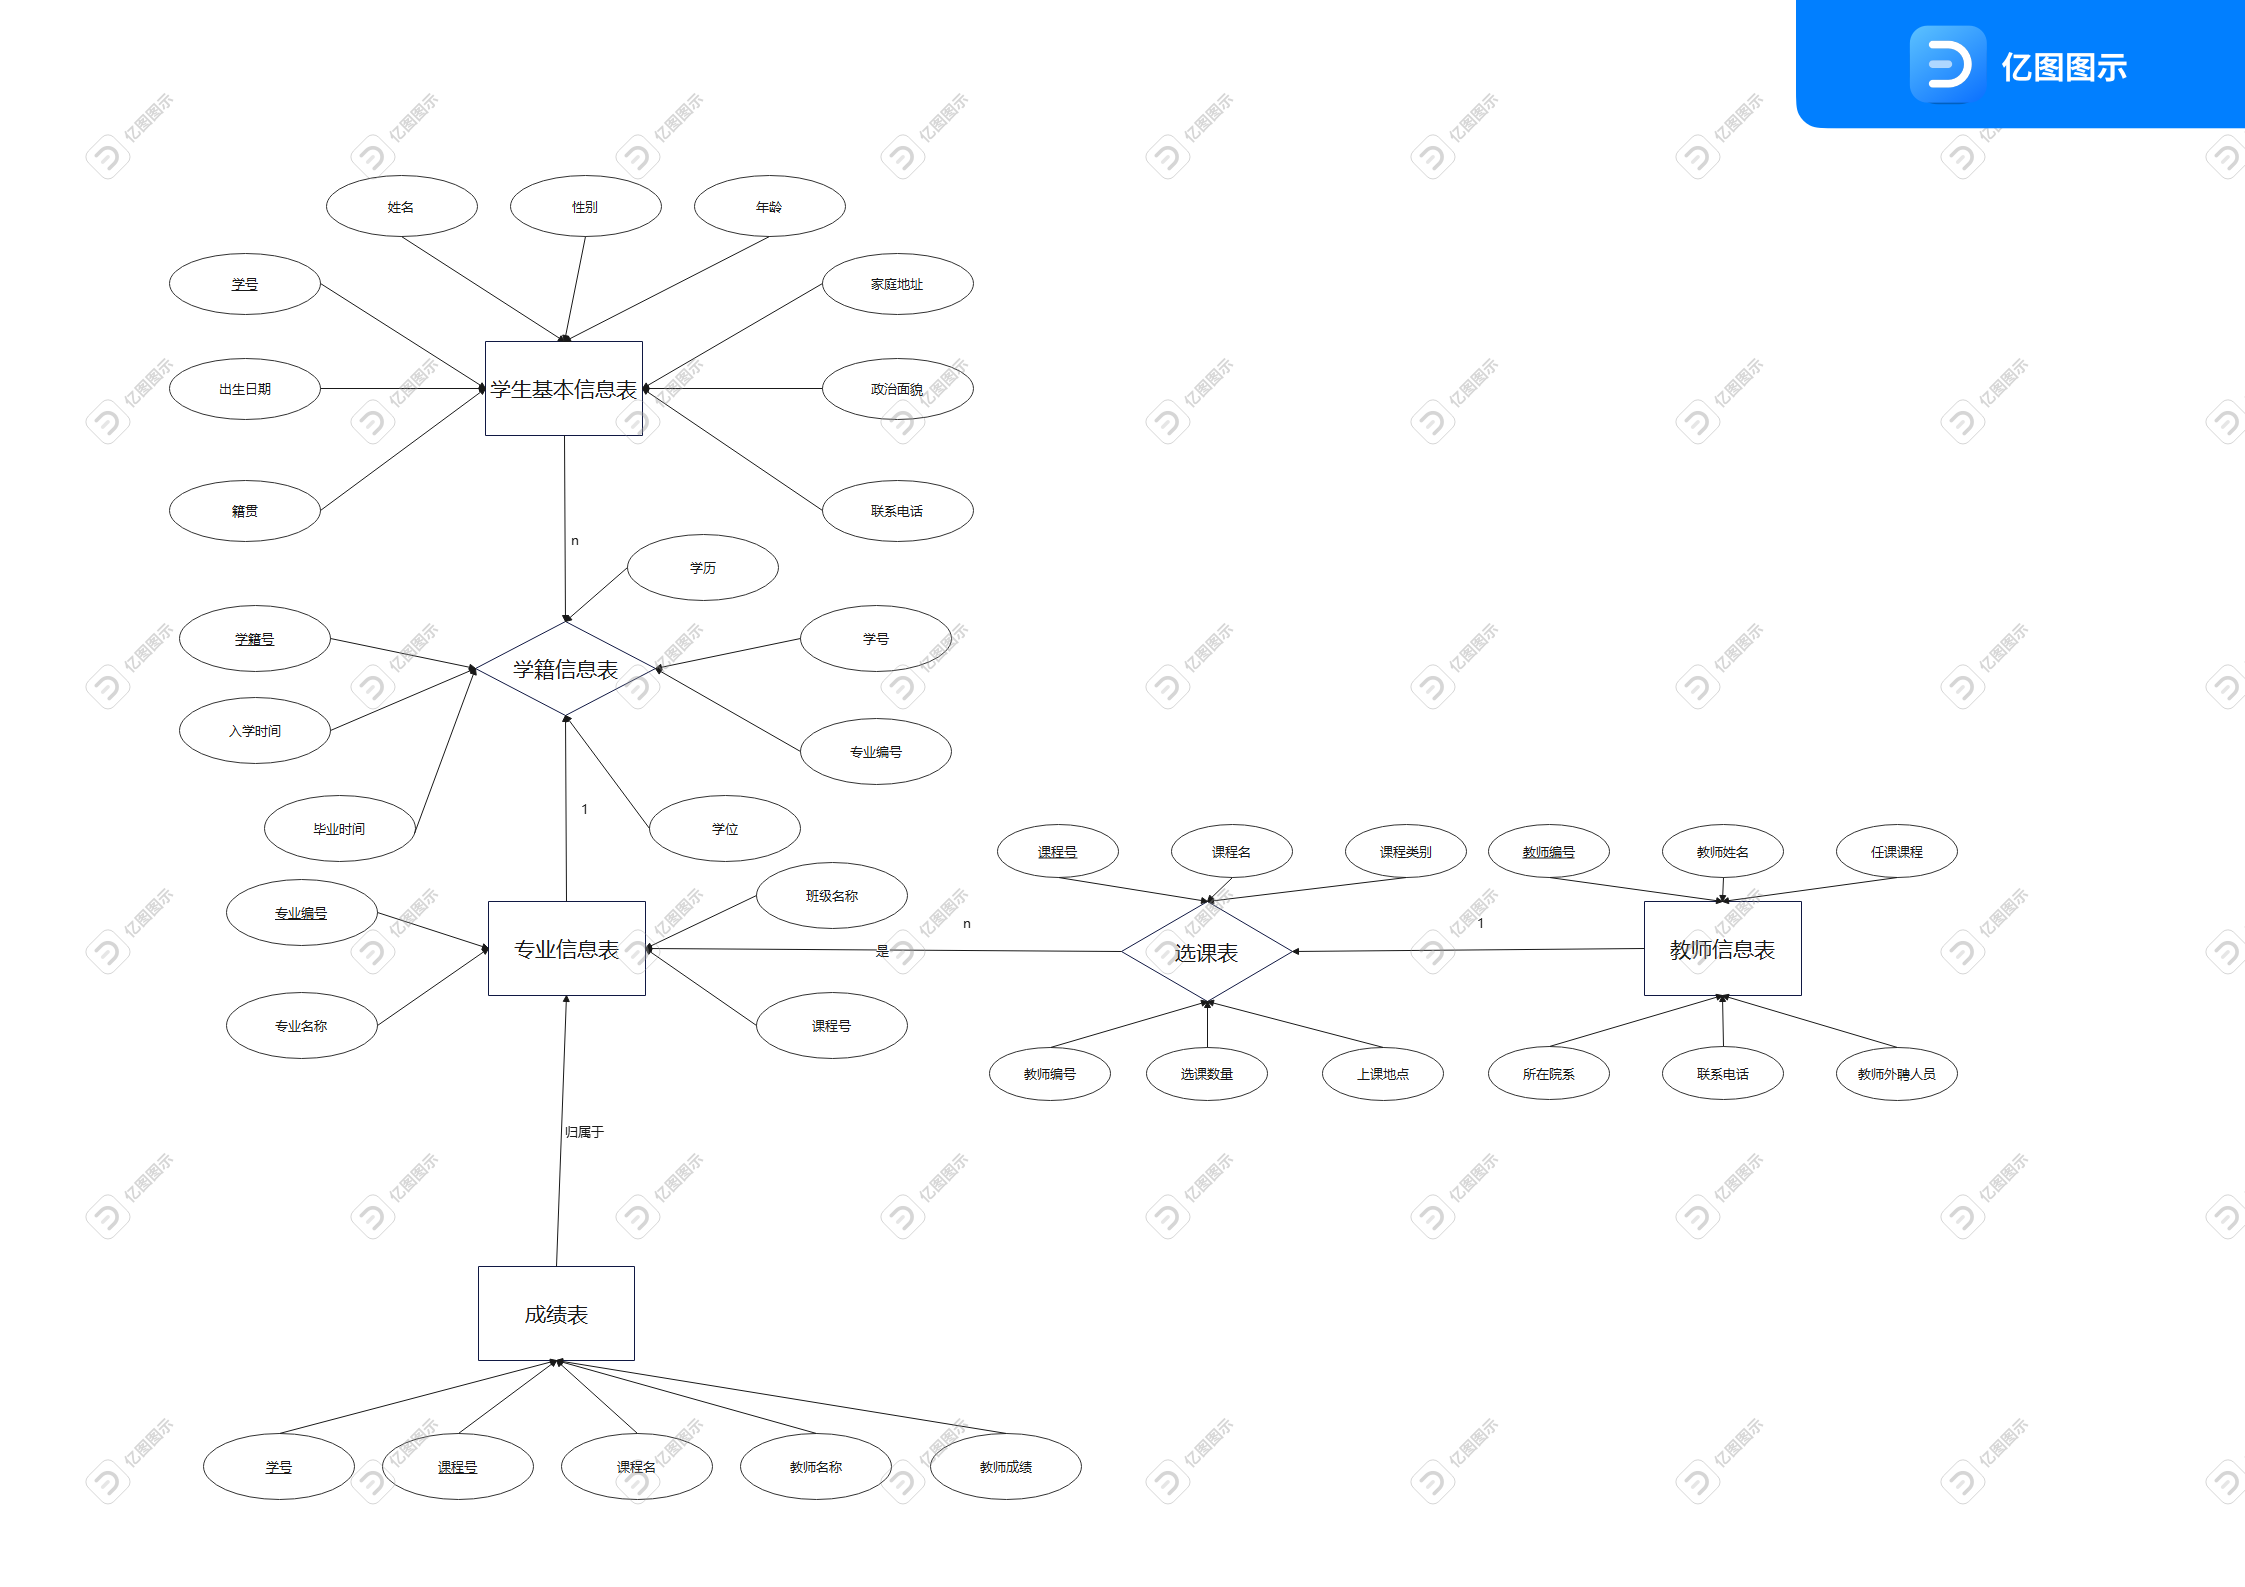 亿图图示
姓名
性别
年龄
学号
家庭地址
出生日期
学生基本信息表
政治面貌
籍贯
联系电话
n
学历
学籍号
学籍信息表
学号
入学时间
专业编号
1
毕业时间
学位
课程号
课程名
课程类别
教师编号
教师姓名
任课课程
专业编号
班级名称
n
1
专业信息表
是
选课表
教师信息表
专业名称
课程号
教师编号
选课数量
上课地点
所在院系
联系电话
教师外聘人员
归属于
成绩表
学号
课程号
课程名
教师名称
教师成绩